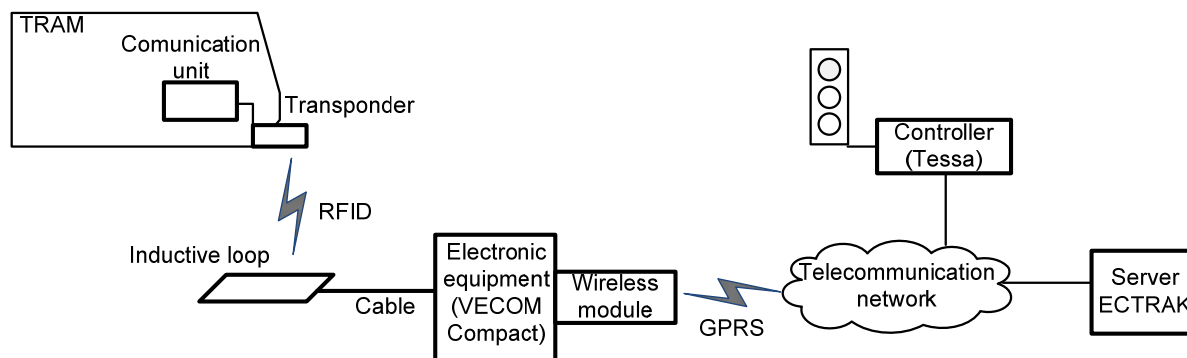 TRAM
Comunication
unit
Transponder
RFID
Inductive loop
Cable
Electronic
equipment
(VECOM
Compact)
Wireless
module
GPRS
Telecommunication
network
Controller
(Tessa)
Server
ECTRAK